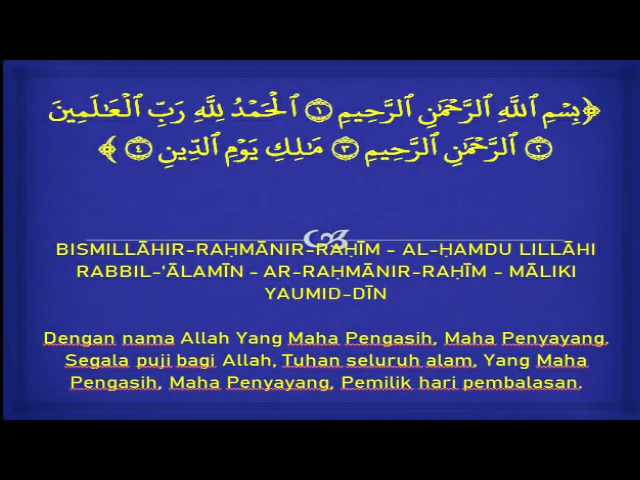 ﴿بِسْمِ ٱللَّهِ ٱلرَّحْمَٰنِ ٱلرَّحِيمِ ۝١ ٱلْحَمْدُ لِلَّهِ رَبِّ ٱلْعَٰلَمِينَ
۝٢ ٱلرَّحْمَٰنِ ٱلرَّحِيمِ ۝٣ مَٰلِكِ يَوْمِ ٱلدِّينِ ۝٤﴾
BISMILLĀHIR-RAḤMĀNIR-RAḤĪM – AL-ḤAMDU LILLĀHI
RABBIL-'ĀLAMĪN – AR-RAḤMĀNIR-RAḤĪM – MĀLIKI
YAUMID-DĪN
Dengan nama Allah Yang Maha Pengasih, Maha Penyayang.
Segala puji bagi Allah, Tuhan seluruh alam, Yang Maha
Pengasih, Maha Penyayang, Pemilik hari pembalasan.